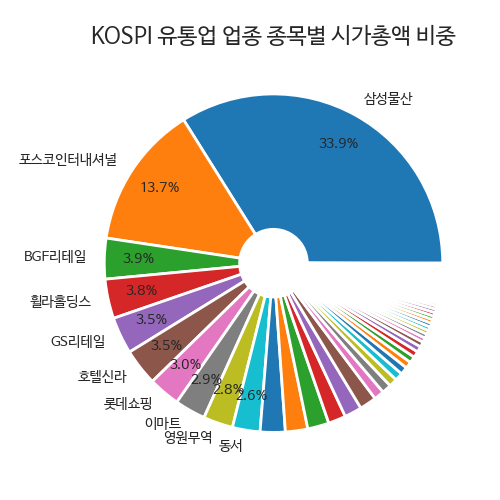 KOSPI 유통업 업종 종목별 시가총액 비중
삼성물산
33.9%
포스코인터내셔널
13.7%
BGF리테일
3.9%
휠라홀딩스
3.8%
GS리테일
3.5%
호텔신라
3.5%
롯데쇼핑
3.0%
이마트
2.9%
영원무역
2.8%
동서
2.6%